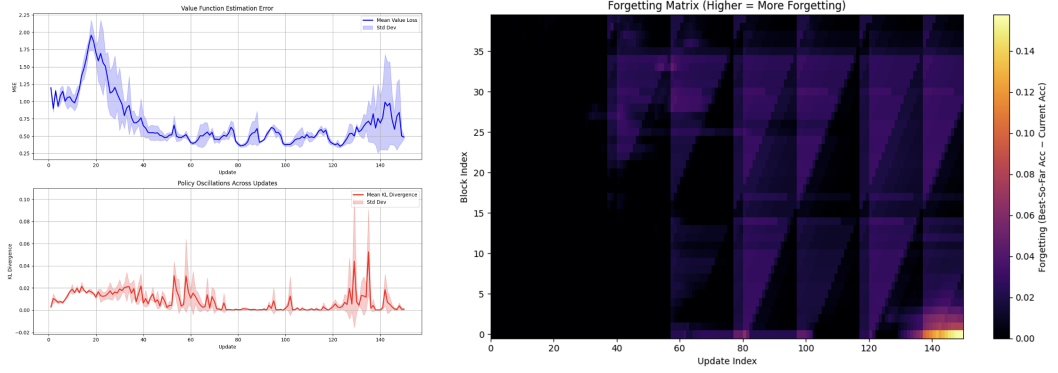 Value Function Estimation Error
Mean Value Loss
Std Dev
MSE
2.25
2.00
1.75
1.50
1.25
1.00
0.75
0.50
0.25
0 20 40 60 80 100 120 140
Update
Policy Oscillations Across Updates
Mean KL Divergence
Std Dev
KL Divergence
0.10
0.08
0.06
0.04
0.02
0.00
−0.02
0 20 40 60 80 100 120 140
Update
Forgetting Matrix (Higher = More Forgetting)
Block Index
35
30
25
20
15
10
5
0
0 20 40 60 80 100 120 140
Update Index
0.14
0.12
0.10
0.08
0.06
0.04
0.02
0.00
Forgetting (Best-So-Far Acc − Current Acc)